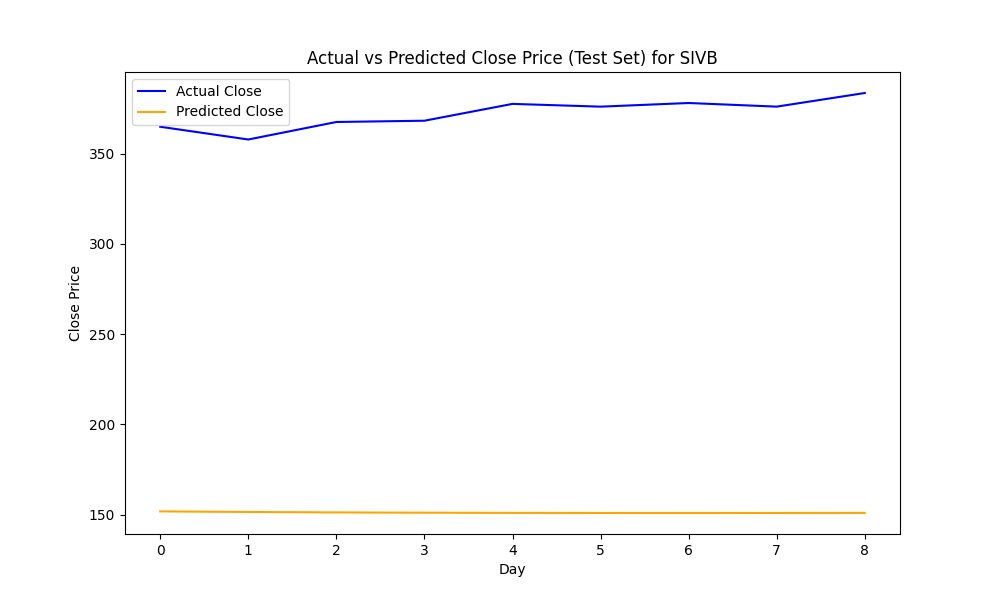 Actual vs Predicted Close Price (Test Set) for SIVB
Actual Close
Predicted Close
350
300
250
200
150
Close Price
0 1 2 3 4 5 6 7 8
Day